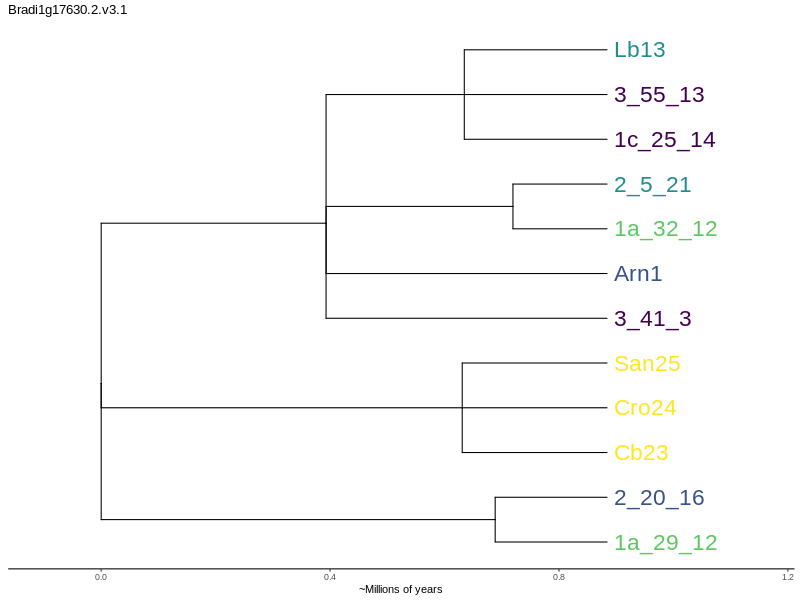 Bradi1g17630.2.v3.1
Lb13
3_55_13
1c_25_14
2_5_21
1a_32_12
Arn1
3_41_3
San25
Cro24
Cb23
2_20_16
1a_29_12
0.0 0.4 0.8 1.2
~Millions of years